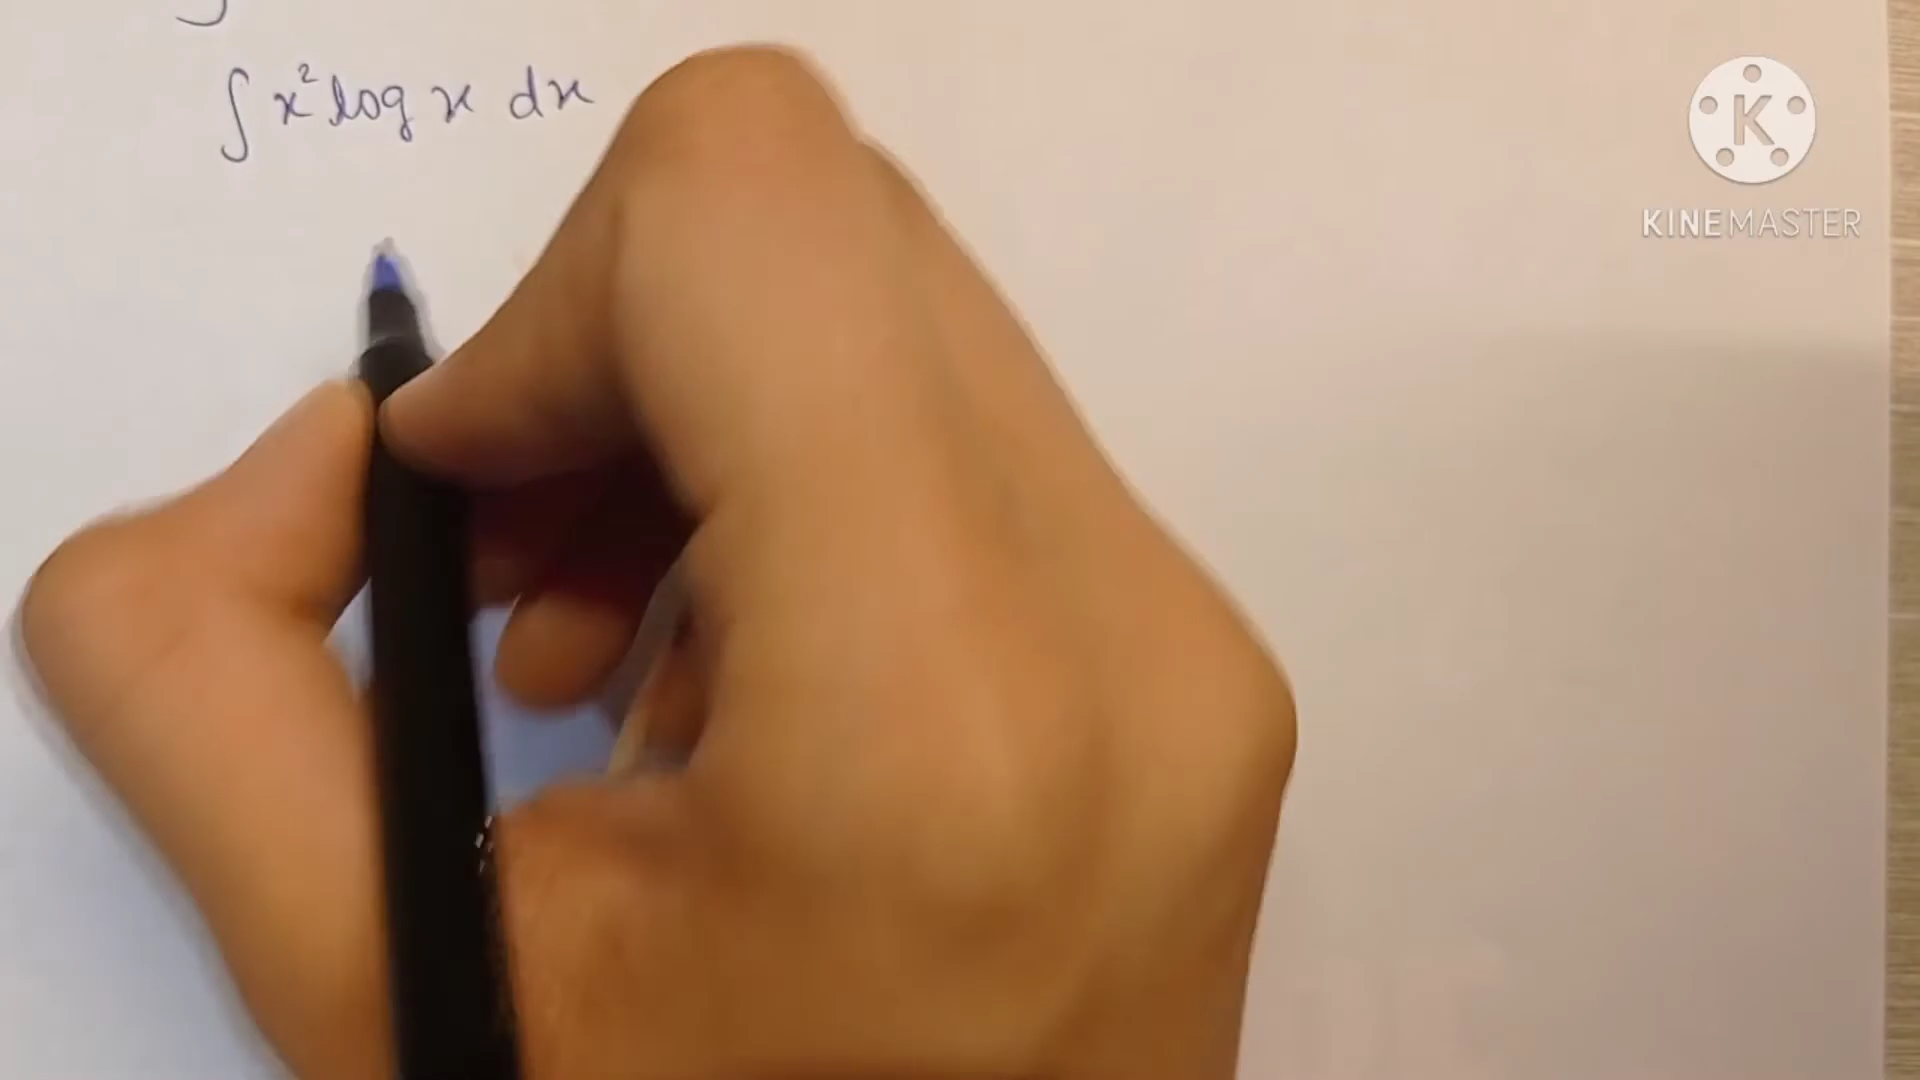 ∫ x² log x dx
K
KINEMASTER